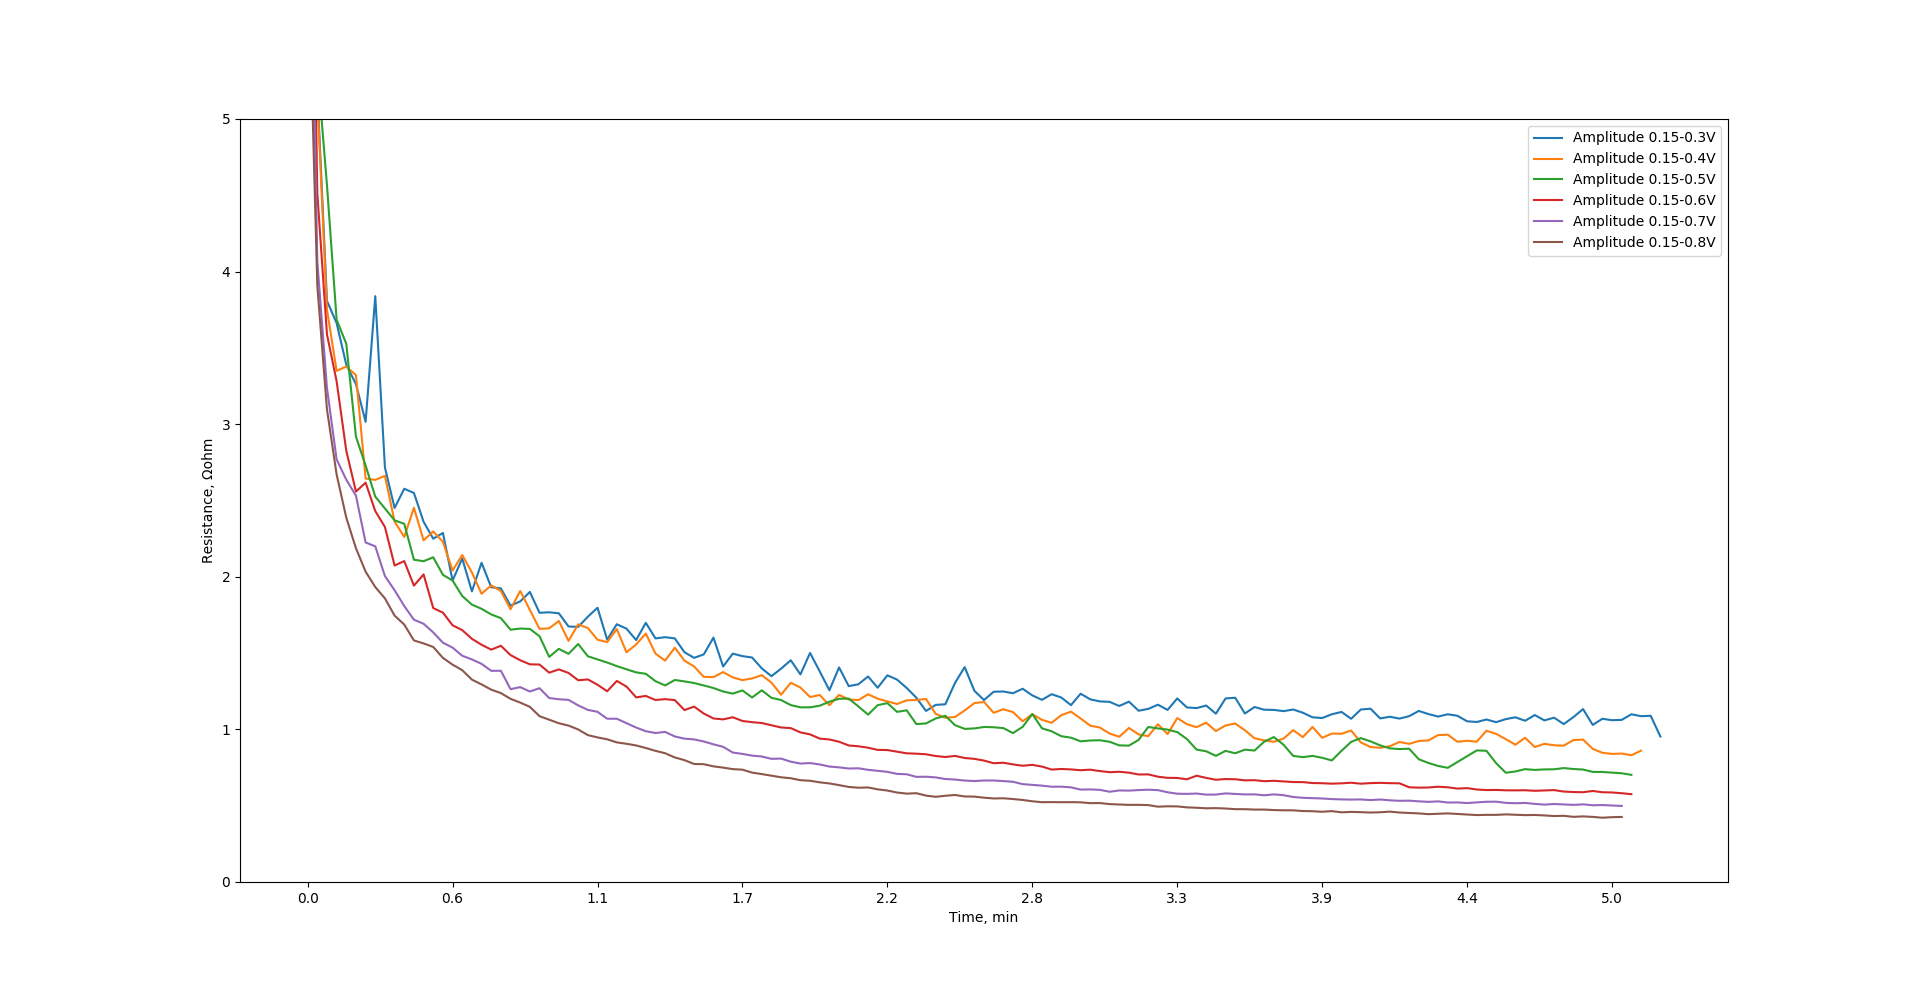 5
4
3
2
1
0
Resistance, Ωohm
Amplitude 0.15-0.3V
Amplitude 0.15-0.4V
Amplitude 0.15-0.5V
Amplitude 0.15-0.6V
Amplitude 0.15-0.7V
Amplitude 0.15-0.8V
0.0 0.6 1.1 1.7 2.2 2.8 3.3 3.9 4.4 5.0
Time, min